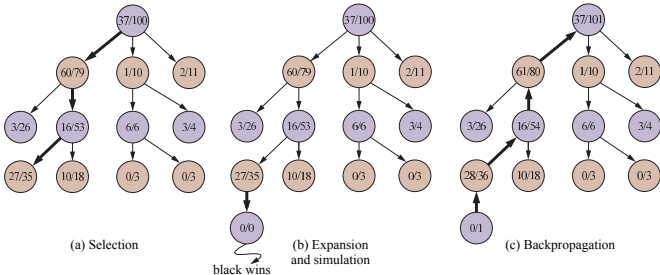 37/100
60/79 1/10 2/11
3/26 16/53 6/6 3/4
27/35 10/18 0/3 0/3
(a) Selection
37/100
60/79 1/10 2/11
3/26 16/53 6/6 3/4
27/35 10/18 0/3 0/3
0/0
black wins
(b) Expansion
and simulation
37/101
61/80 1/10 2/11
3/26 16/54 6/6 3/4
28/36 10/18 0/3 0/3
0/1
(c) Backpropagation